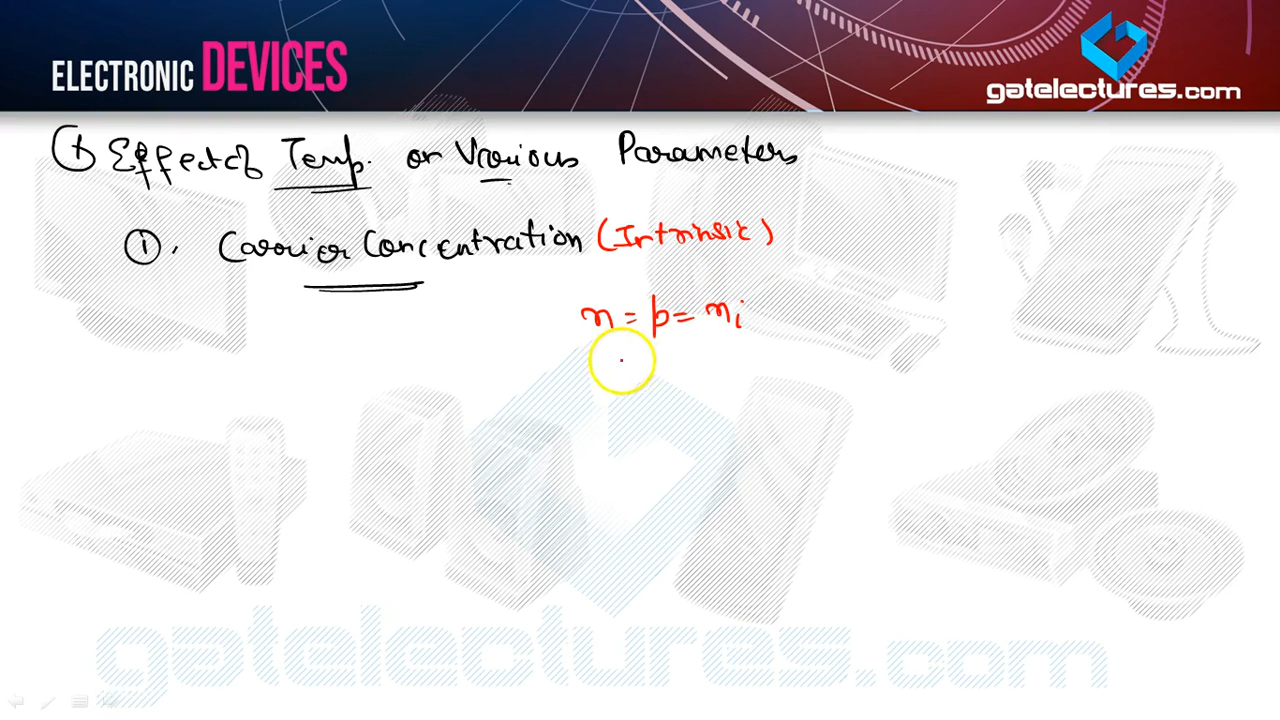 ELECTRONIC DEVICES
gatelectures.com
Effect of Temp. on Various Parameters
①. Carrier Concentration (Intrinsic)
n = p = ni
gatelectures.com